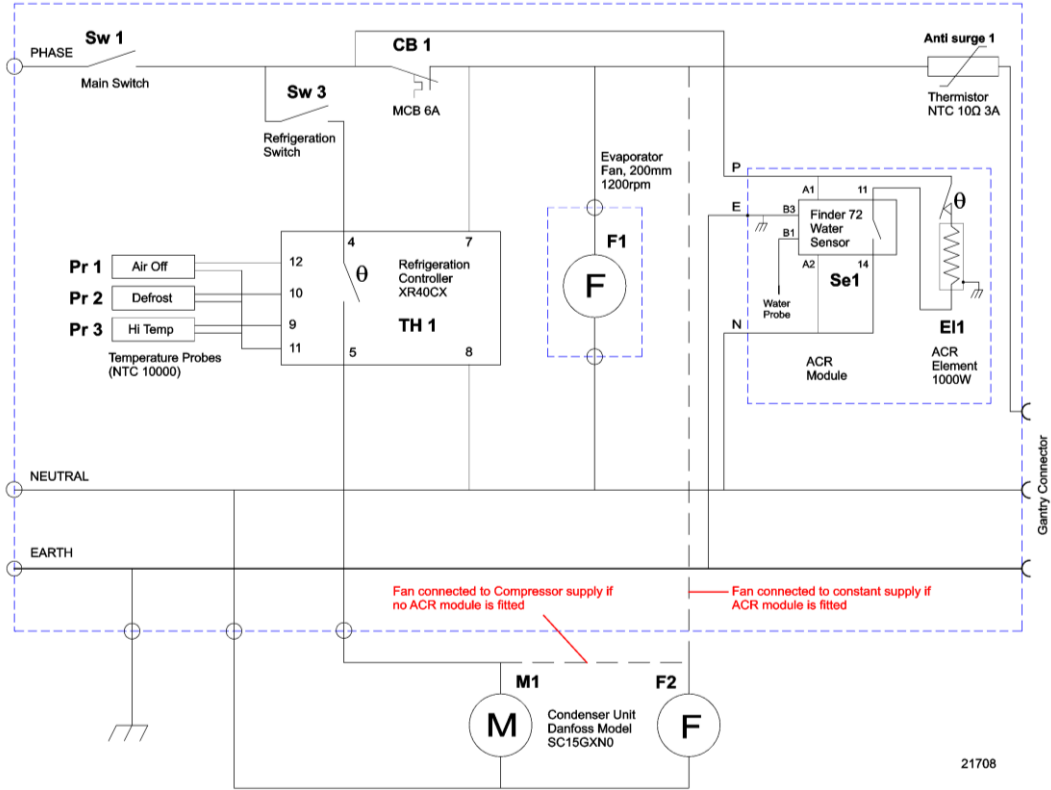 Sw 1
PHASE
Main Switch
CB 1
MCB 6A
Anti surge 1
Thermistor
NTC 10Ω 3A
Sw 3
Refrigeration
Switch
Evaporator
Fan, 200mm
1200rpm
F1
F
P
E
N
A1
11
B3
B1
Finder 72
Water
Sensor
A2
14
Se1
Water
Probe
θ
El1
ACR
Element
1000W
ACR
Module
4
7
12
10
9
11
5
8
θ
Refrigeration
Controller
XR40CX
TH 1
Pr 1
Air Off
Pr 2
Defrost
Pr 3
Hi Temp
Temperature Probes
(NTC 10000)
Gantry Connector
NEUTRAL
EARTH
Fan connected to Compressor supply if
no ACR module is fitted
Fan connected to constant supply if
ACR module is fitted
M1
M
Condenser Unit
Danfoss Model
SC15GXN0
F2
F
21708